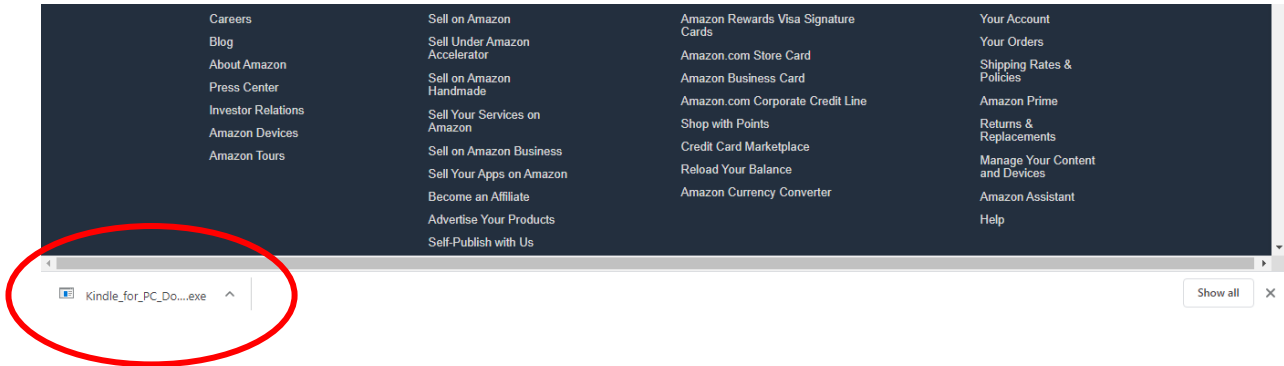 Careers
Blog
About Amazon
Press Center
Investor Relations
Amazon Devices
Amazon Tours
Sell on Amazon
Sell Under Amazon
Accelerator
Sell on Amazon
Handmade
Sell Your Services on
Amazon
Sell on Amazon Business
Sell Your Apps on Amazon
Become an Affiliate
Advertise Your Products
Self-Publish with Us
Amazon Rewards Visa Signature
Cards
Amazon.com Store Card
Amazon Business Card
Amazon.com Corporate Credit Line
Shop with Points
Credit Card Marketplace
Reload Your Balance
Amazon Currency Converter
Your Account
Your Orders
Shipping Rates &
Policies
Amazon Prime
Returns &
Replacements
Manage Your Content
and Devices
Amazon Assistant
Help
Kindle_for_PC_Do....exe
Show all